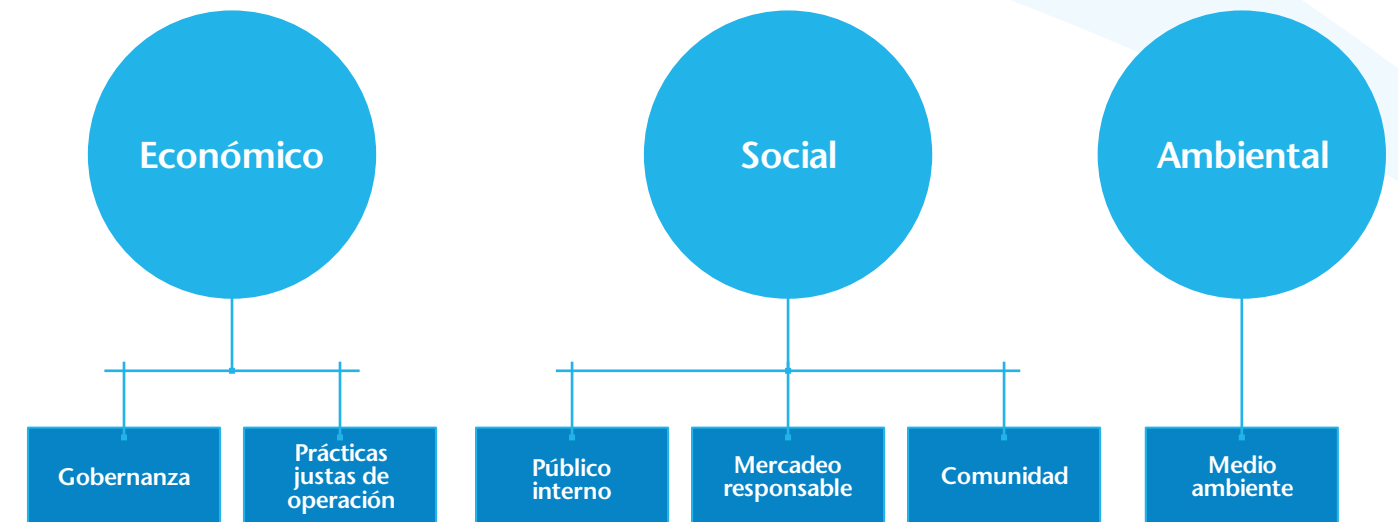 Económico
Social
Ambiental
Gobernanza
Prácticas
justas de
operación
Público
interno
Mercadeo
responsable
Comunidad
Medio
ambiente